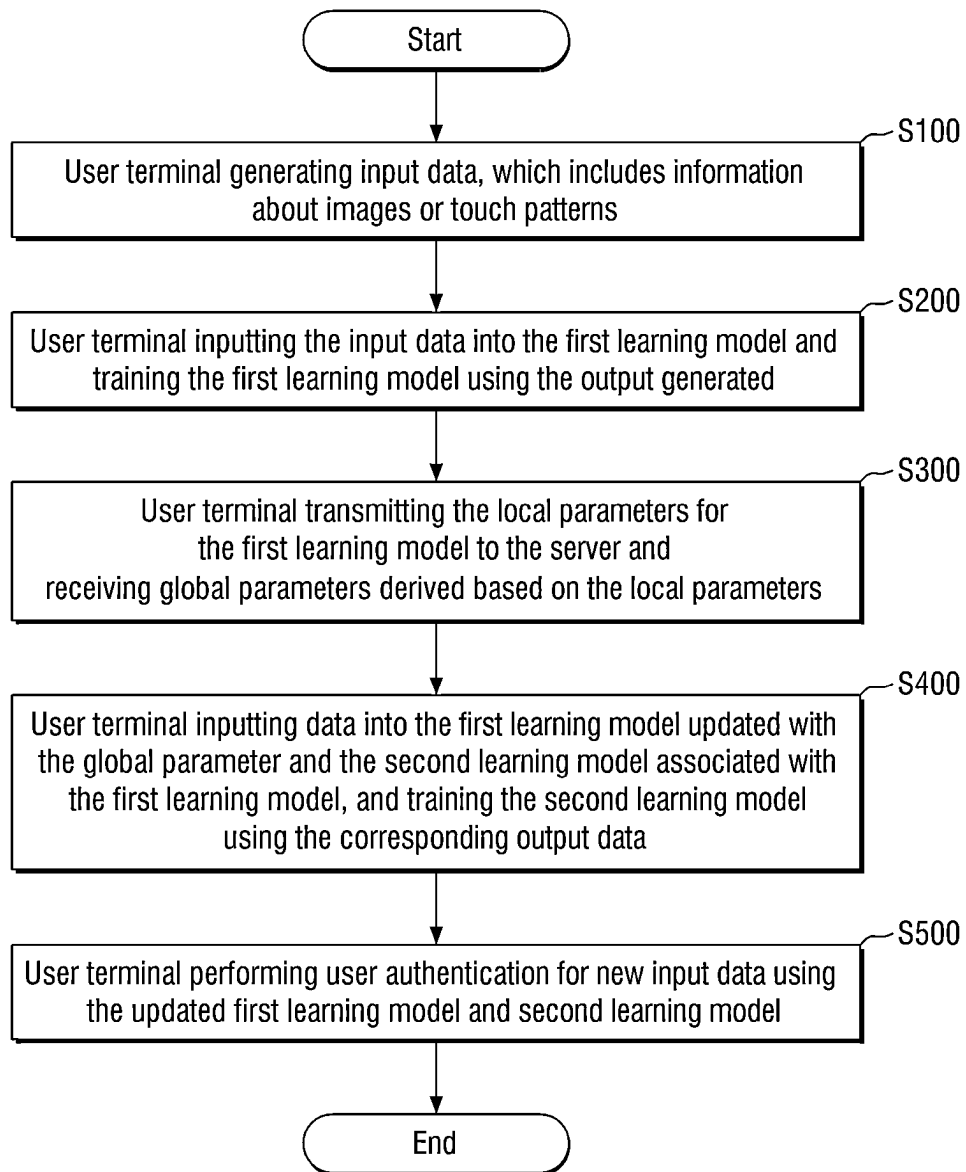 Start
S100
User terminal generating input data, which includes information
about images or touch patterns
S200
User terminal inputting the input data into the first learning model and
training the first learning model using the output generated
S300
User terminal transmitting the local parameters for
the first learning model to the server and
receiving global parameters derived based on the local parameters
S400
User terminal inputting data into the first learning model updated with
the global parameter and the second learning model associated with
the first learning model, and training the second learning model
using the corresponding output data
S500
User terminal performing user authentication for new input data using
the updated first learning model and second learning model
End